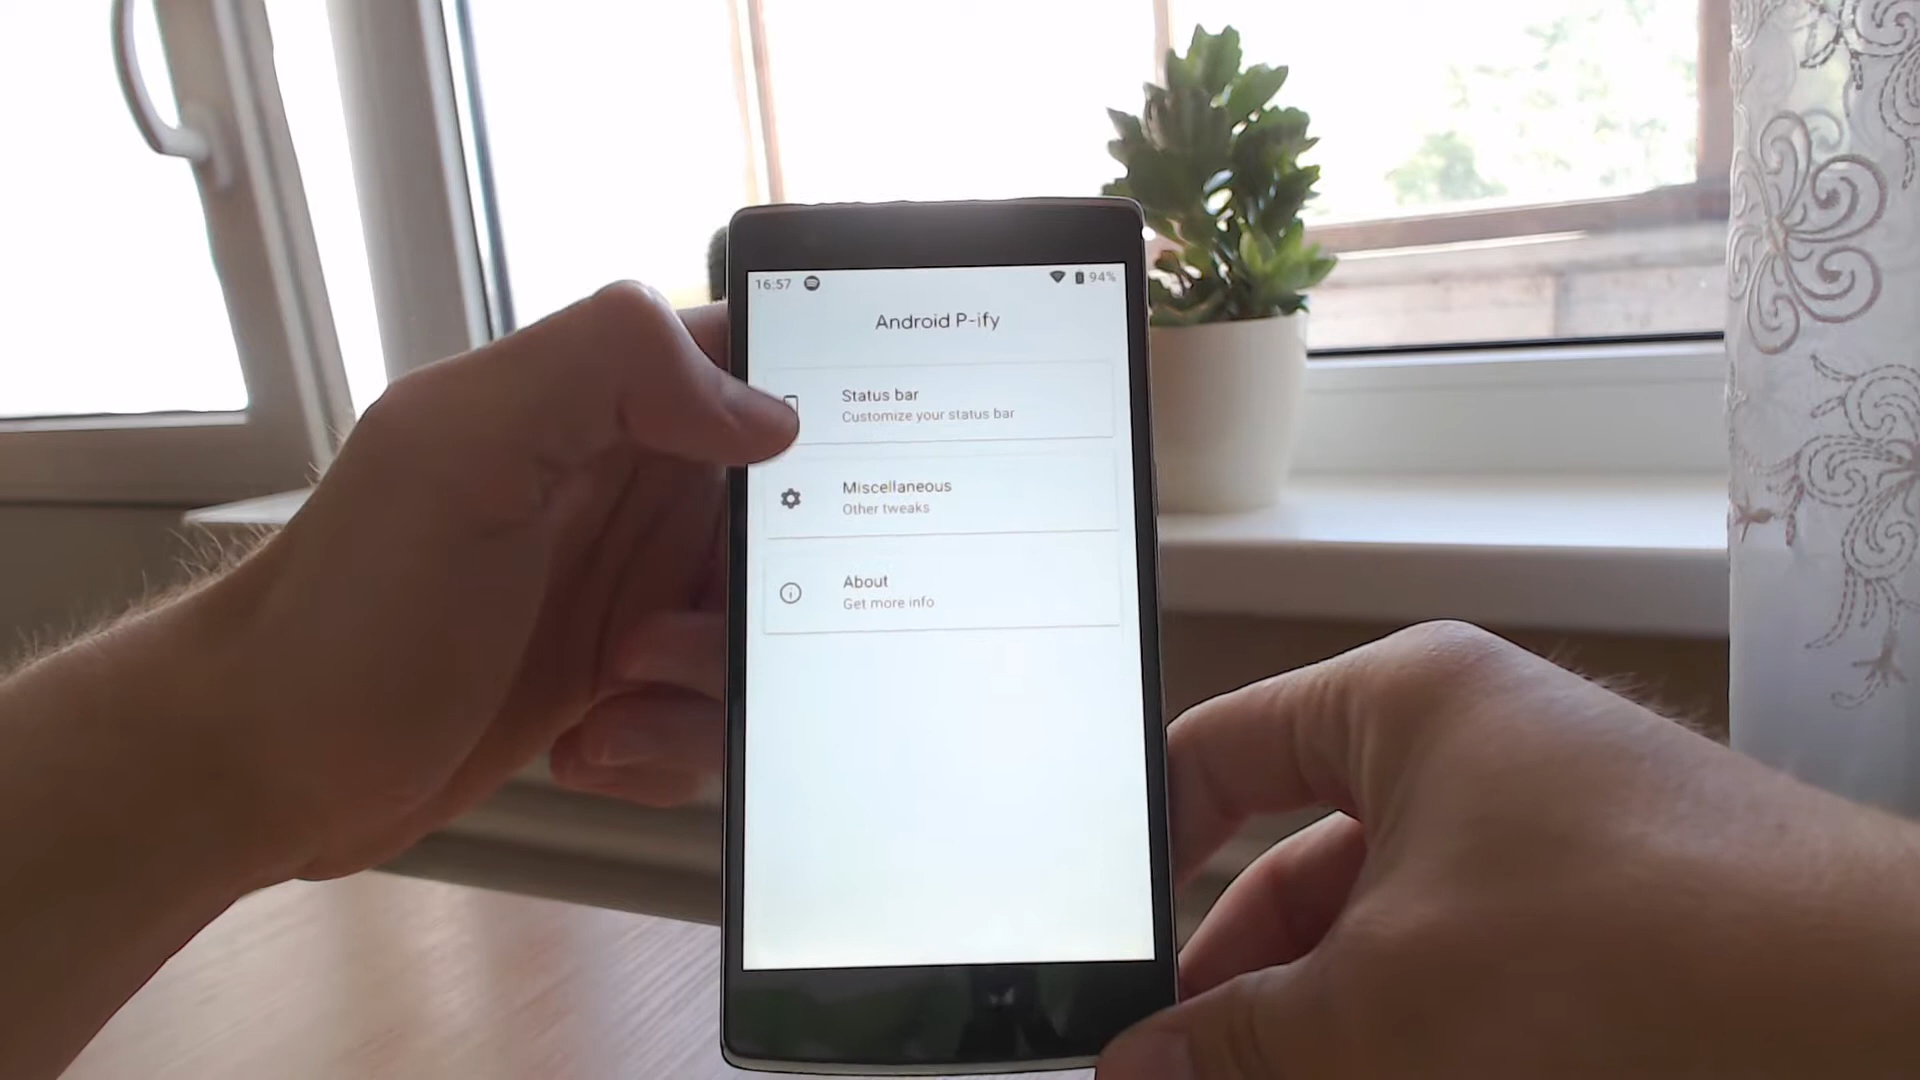 16:57 94%
Android P-ify
Status bar
Customize your status bar
Miscellaneous
Other tweaks
About
Get more info